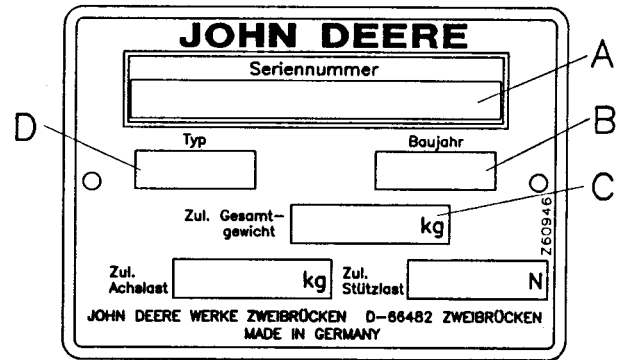 JOHN DEERE
Seriennummer
A
D
Typ
Baujahr
B
Zul. Gesamt-
gewicht
kg
C
Z60946
Zul.
Achslast
kg
Zul.
Stützlast
N
JOHN DEERE WERKE ZWEIBRÜCKEN D-66482 ZWEIBRÜCKEN
MADE IN GERMANY